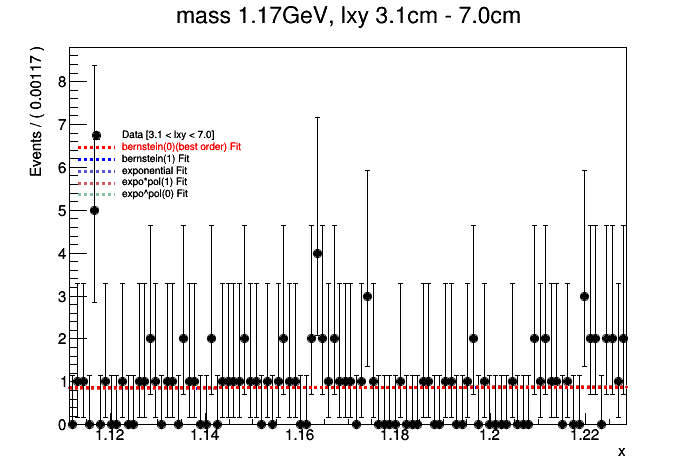 mass 1.17GeV, lxy 3.1cm - 7.0cm
Events / ( 0.00117 )
8
7
6
5
4
3
2
1
0
Data [3.1 < lxy < 7.0]
bernstein(0)(best order) Fit
bernstein(1) Fit
exponential Fit
expo*pol(1) Fit
expo^pol(0) Fit
1.12 1.14 1.16 1.18 1.2 1.22
x